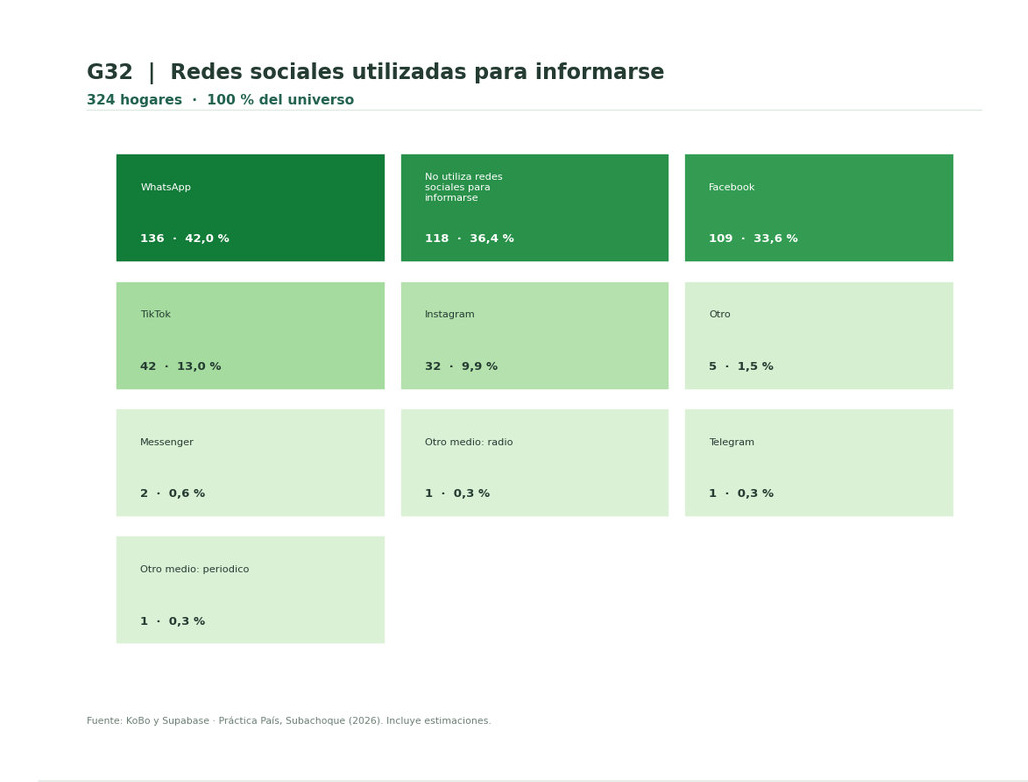 G32 | Redes sociales utilizadas para informarse
324 hogares · 100 % del universo
WhatsApp
136 · 42,0 %
No utiliza redes
sociales para
informarse
118 · 36,4 %
Facebook
109 · 33,6 %
TikTok
42 · 13,0 %
Instagram
32 · 9,9 %
Otro
5 · 1,5 %
Messenger
2 · 0,6 %
Otro medio: radio
1 · 0,3 %
Telegram
1 · 0,3 %
Otro medio: periodico
1 · 0,3 %
Fuente: KoBo y Supabase · Práctica País, Subachoque (2026). Incluye estimaciones.